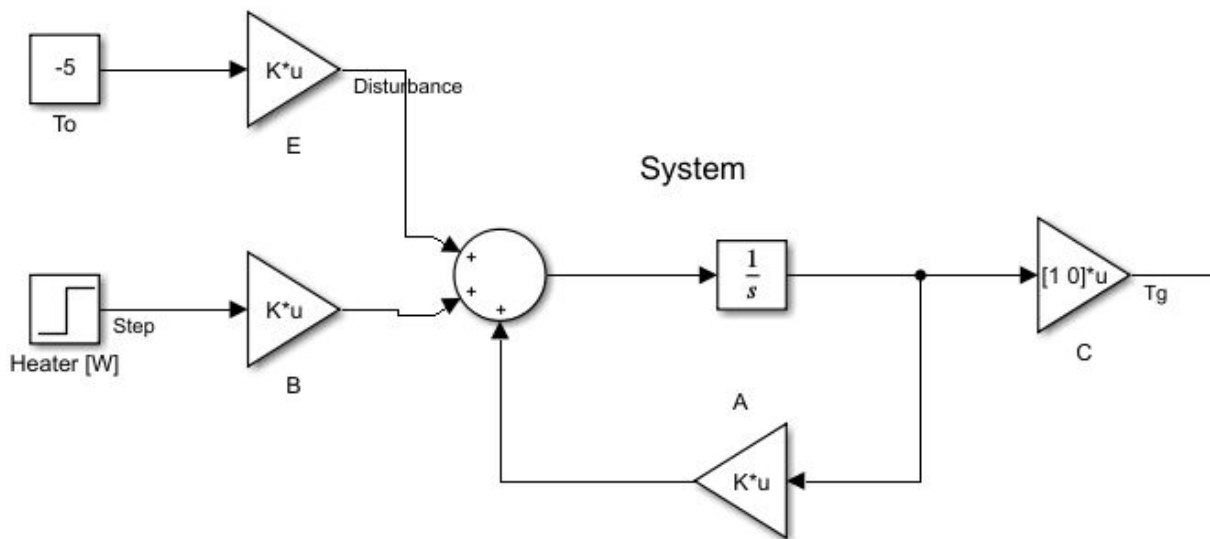 -5
To
K*u
E
Disturbance
System
Step
Heater [W]
K*u
B
+
+
+
1
s
[1 0]*u
Tg
C
A
K*u